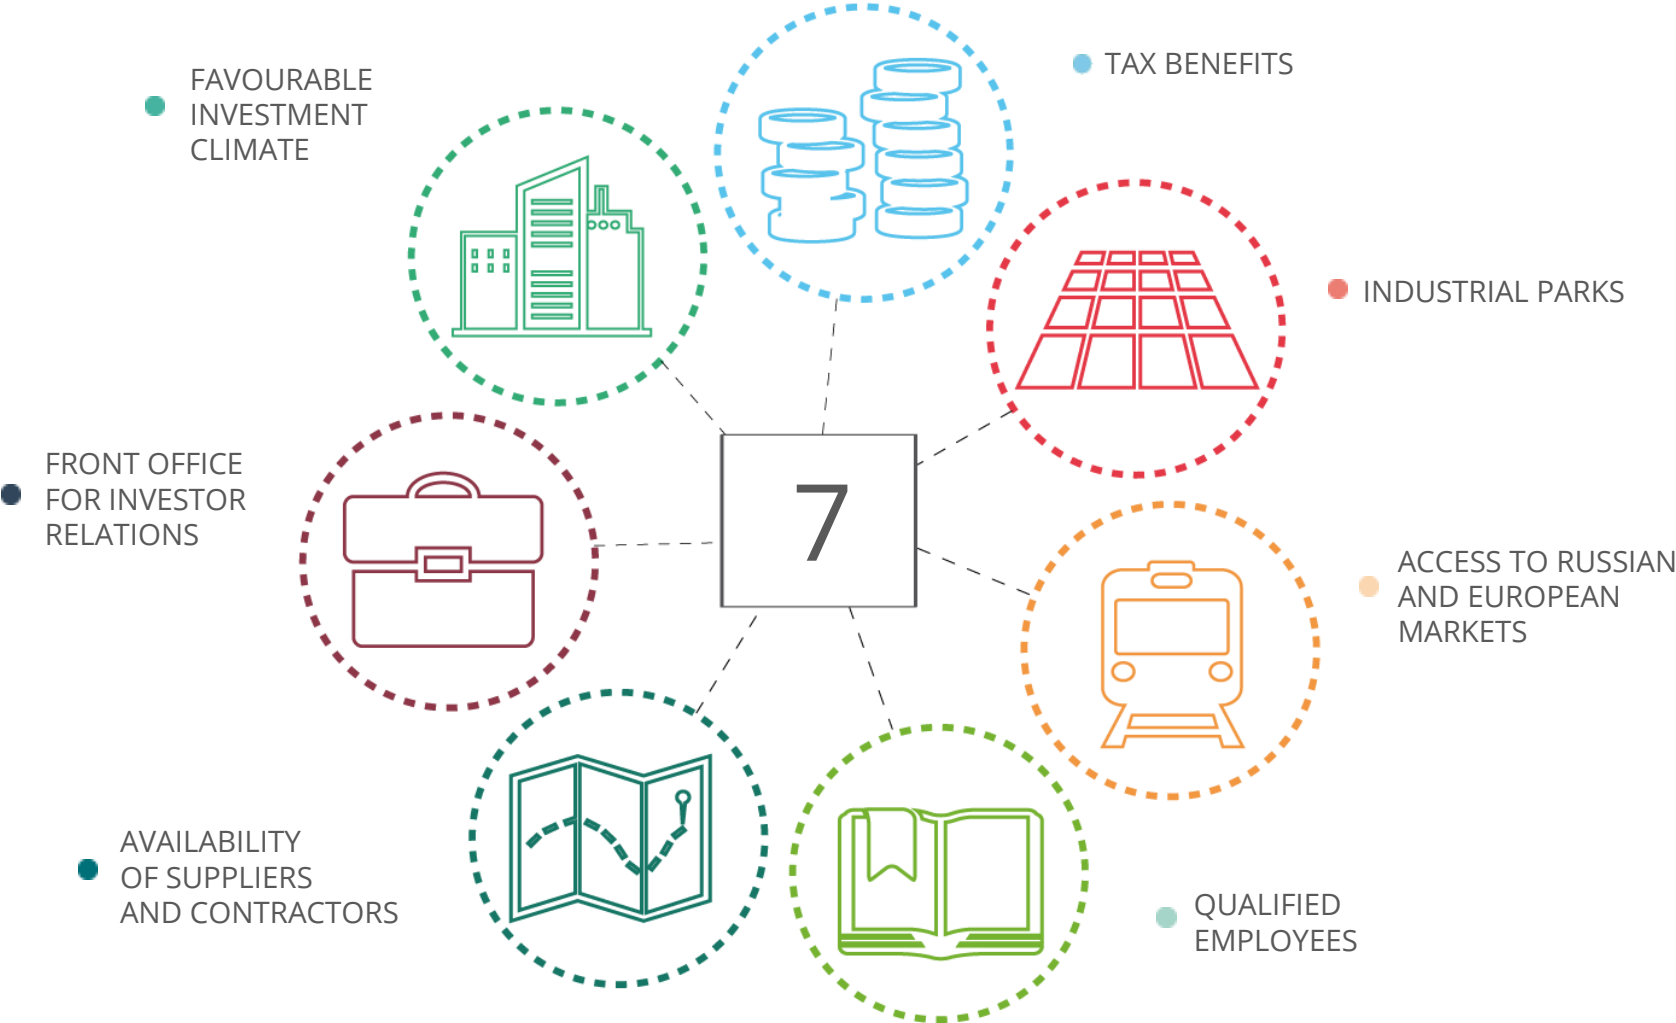 TAX BENEFITS
FAVOURABLE
INVESTMENT
CLIMATE
INDUSTRIAL PARKS
FRONT OFFICE
FOR INVESTOR
RELATIONS
7
ACCESS TO RUSSIAN
AND EUROPEAN
MARKETS
AVAILABILITY
OF SUPPLIERS
AND CONTRACTORS
QUALIFIED
EMPLOYEES